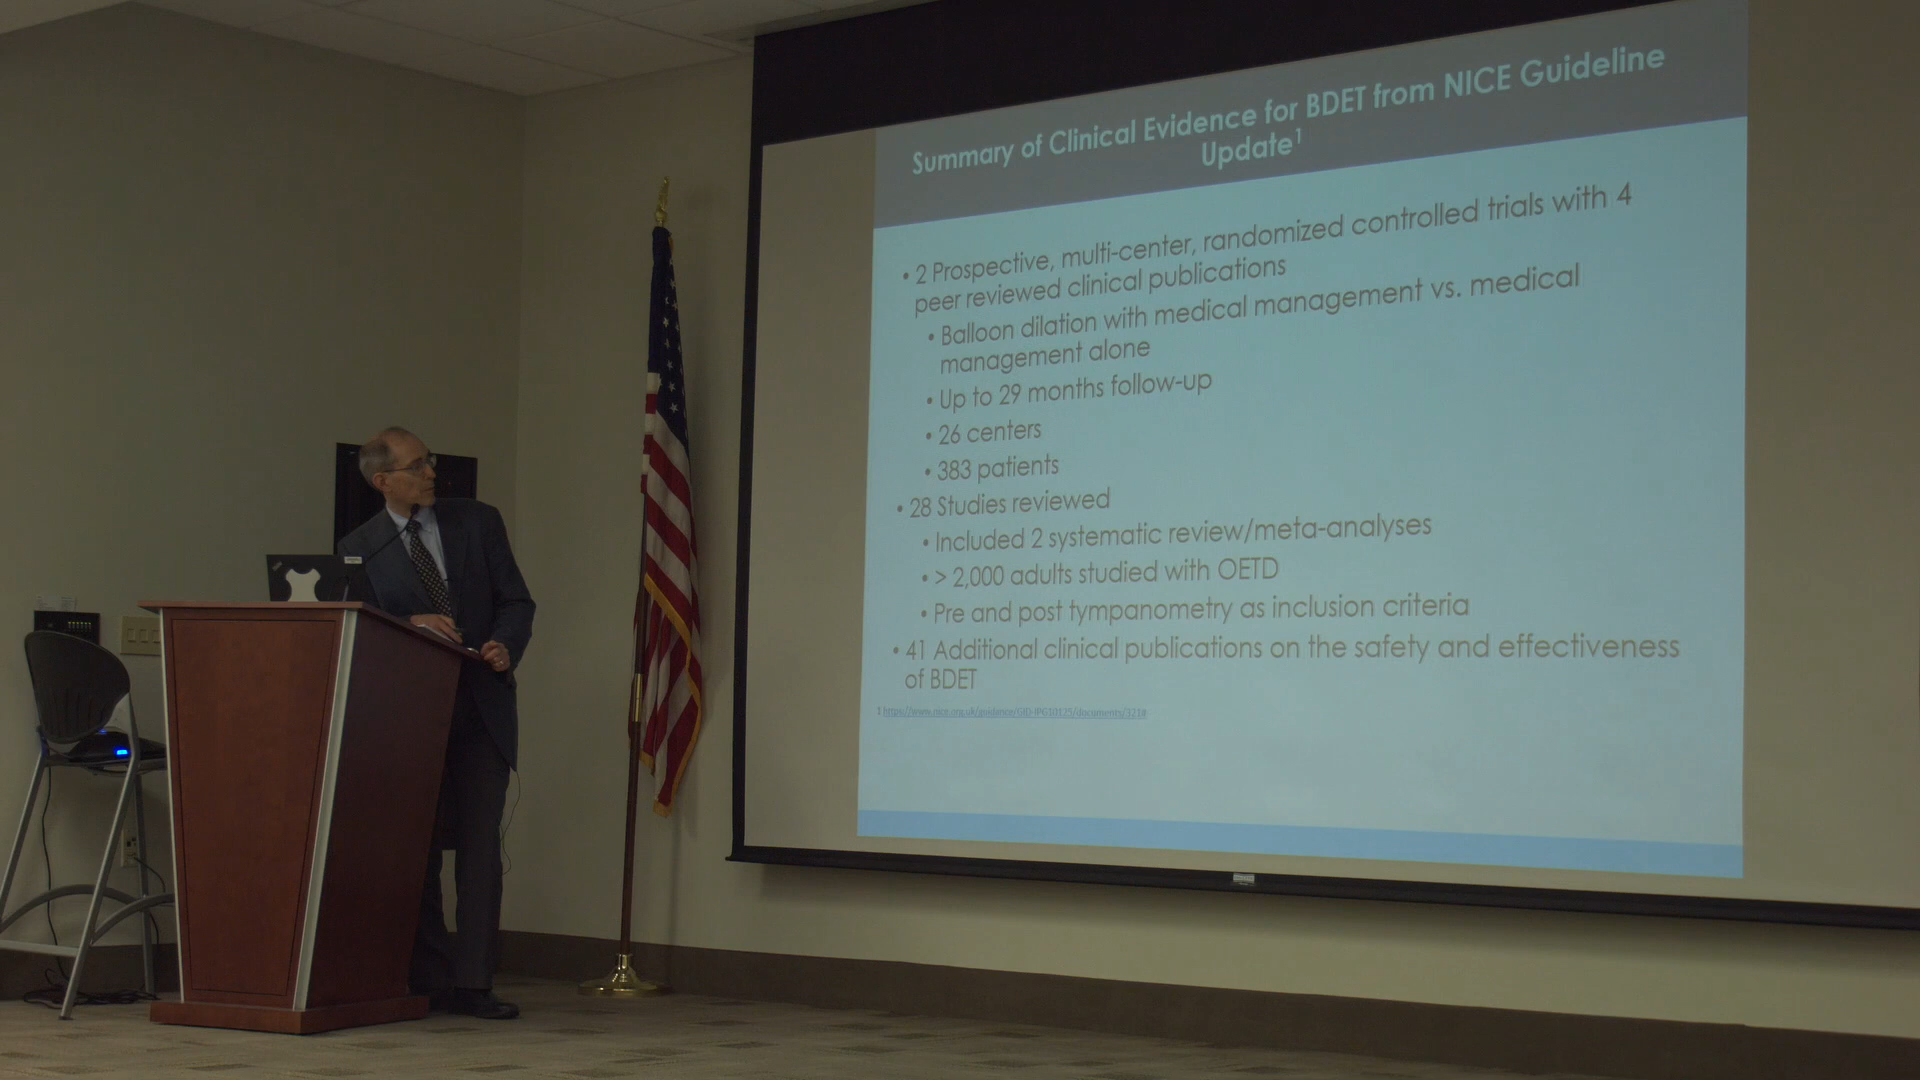 Summary of Clinical Evidence for BDET from NICE Guideline
Update1
• 2 Prospective, multi-center, randomized controlled trials with 4
peer reviewed clinical publications
• Balloon dilation with medical management vs. medical
management alone
• Up to 29 months follow-up
• 26 centers
• 383 patients
• 28 Studies reviewed
• Included 2 systematic review/meta-analyses
• > 2,000 adults studied with OETD
• Pre and post tympanometry as inclusion criteria
• 41 Additional clinical publications on the safety and effectiveness
of BDET